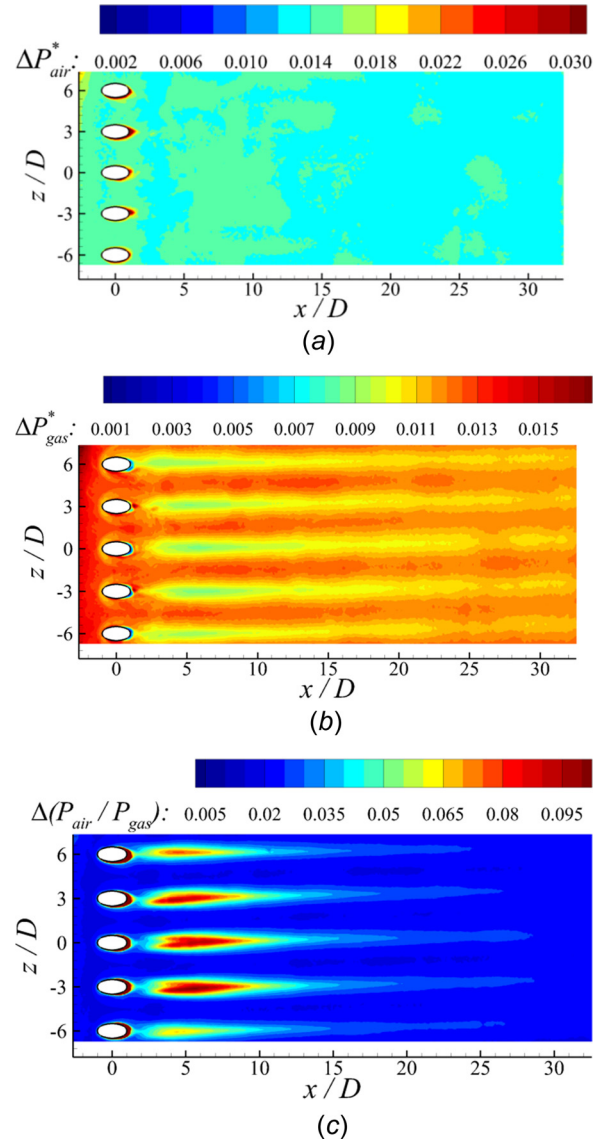 ΔP*air: 0.002 0.006 0.010 0.014 0.018 0.022 0.026 0.030
z / D
6
3
0
-3
-6
0 5 10 15 20 25 30
x / D
(a)
ΔP*gas: 0.001 0.003 0.005 0.007 0.009 0.011 0.013 0.015
z / D
6
3
0
-3
-6
0 5 10 15 20 25 30
x / D
(b)
Δ(Pair / Pgas): 0.005 0.02 0.035 0.05 0.065 0.08 0.095
z / D
6
3
0
-3
-6
0 5 10 15 20 25 30
x / D
(c)